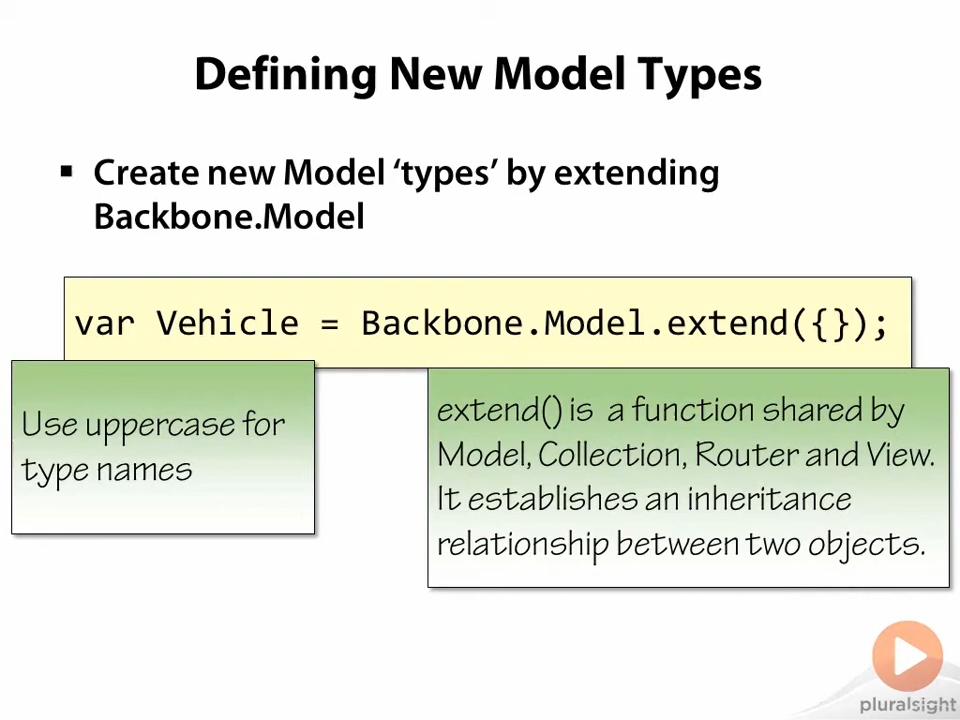 Defining New Model Types
▪ Create new Model ‘types’ by extending
Backbone.Model
var Vehicle = Backbone.Model.extend({});
Use uppercase for
type names
extend() is a function shared by
Model, Collection, Router and View.
It establishes an inheritance
relationship between two objects.
pluralsight